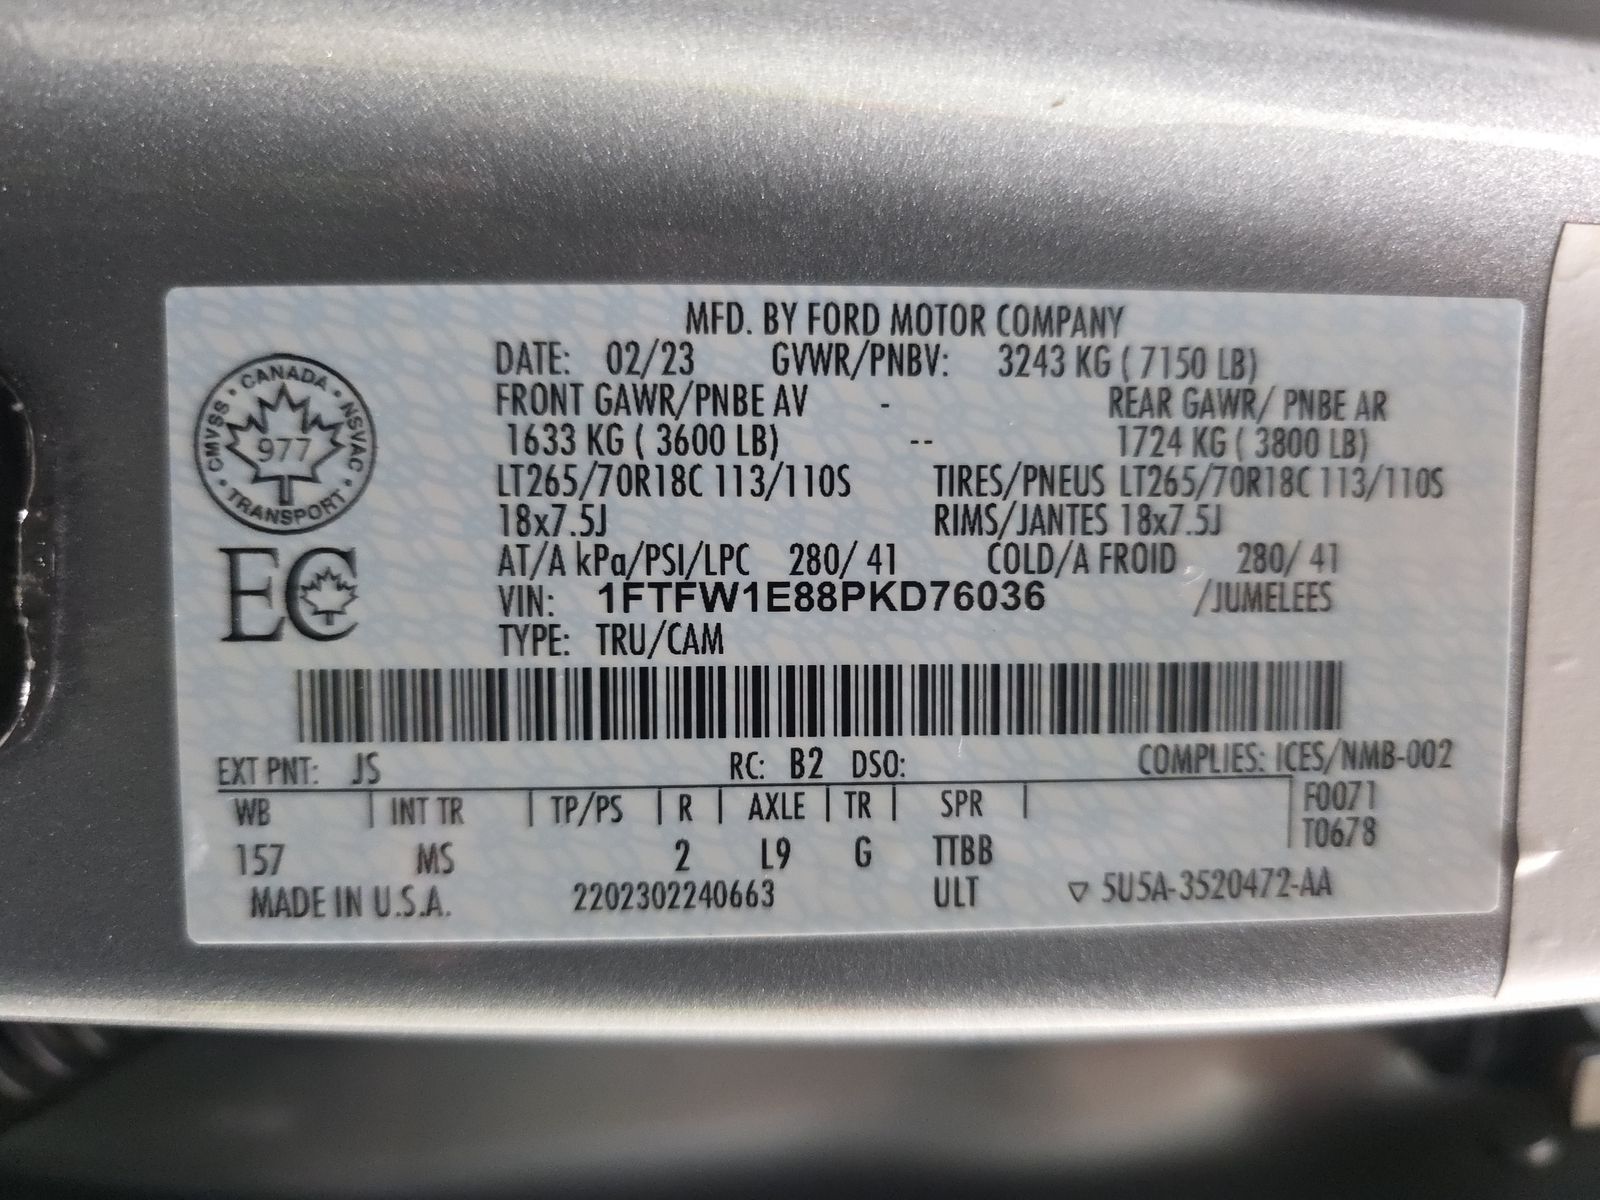 MFD. BY FORD MOTOR COMPANY
DATE: 02/23 GVWR/PNBV: 3243 KG ( 7150 LB)
FRONT GAWR/PNBE AV - REAR GAWR/ PNBE AR
1633 KG ( 3600 LB) -- 1724 KG ( 3800 LB)
LT265/70R18C 113/110S TIRES/PNEUS LT265/70R18C 113/110S
18x7.5J RIMS/JANTES 18x7.5J
AT/A kPa/PSI/LPC 280/ 41 COLD/A FROID 280/ 41
VIN: 1FTFW1E88PKD76036 /JUMELEES
TYPE: TRU/CAM
CANADA
CMVSS · NSVAC
977
TRANSPORT
EC
EXT PNT: JS RC: B2 DSO: COMPLIES: ICES/NMB-002
WB | INT TR | TP/PS | R | AXLE | TR | SPR | F0071
T0678
157 MS 2 L9 G TTBB
MADE IN U.S.A. 2202302240663 ULT ▽ 5U5A-3520472-AA